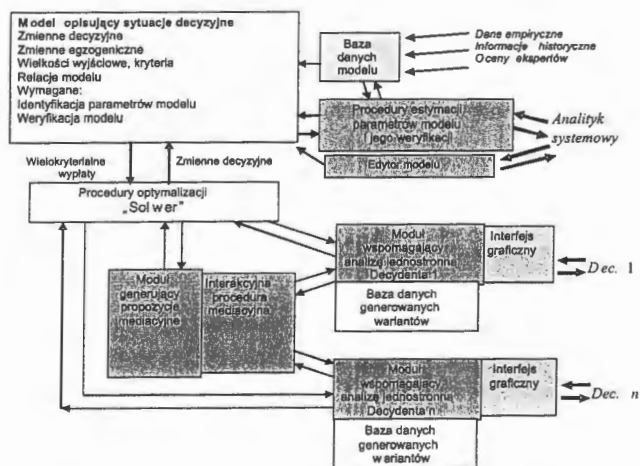 Model opisujący sytuacje decyzyjne
Zmienne decyzyjne
Zmienne egzogeniczne
Wielkości wyjściowe, kryteria
Relacje modelu
Wymagane:
Identyfikacja parametrów modelu
Weryfikacja modelu
Baza
danych
modelu
Dane empiryczne
Informacje historyczne
Oceny ekspertów
Procedury estymacji
parametrów modelu
i jego weryfikacji
Edytor modelu
Analityk
systemowy
Wielokryterialne
wypłaty
Zmienne decyzyjne
Procedury optymalizacji
„Solwer"
Moduł
generujący
propozycje
mediacyjne
Interakcyjna
procedura
mediacyjna
Moduł
wspomagający
analizę jednostronną
Decydenta 1
Interfejs
graficzny
Dec. 1
Baza danych
generowanych
wariantów
Moduł
wspomagający
analizę jednostronną
Decydenta n
Interfejs
graficzny
Dec. n
Baza danych
generowanych
wariantów